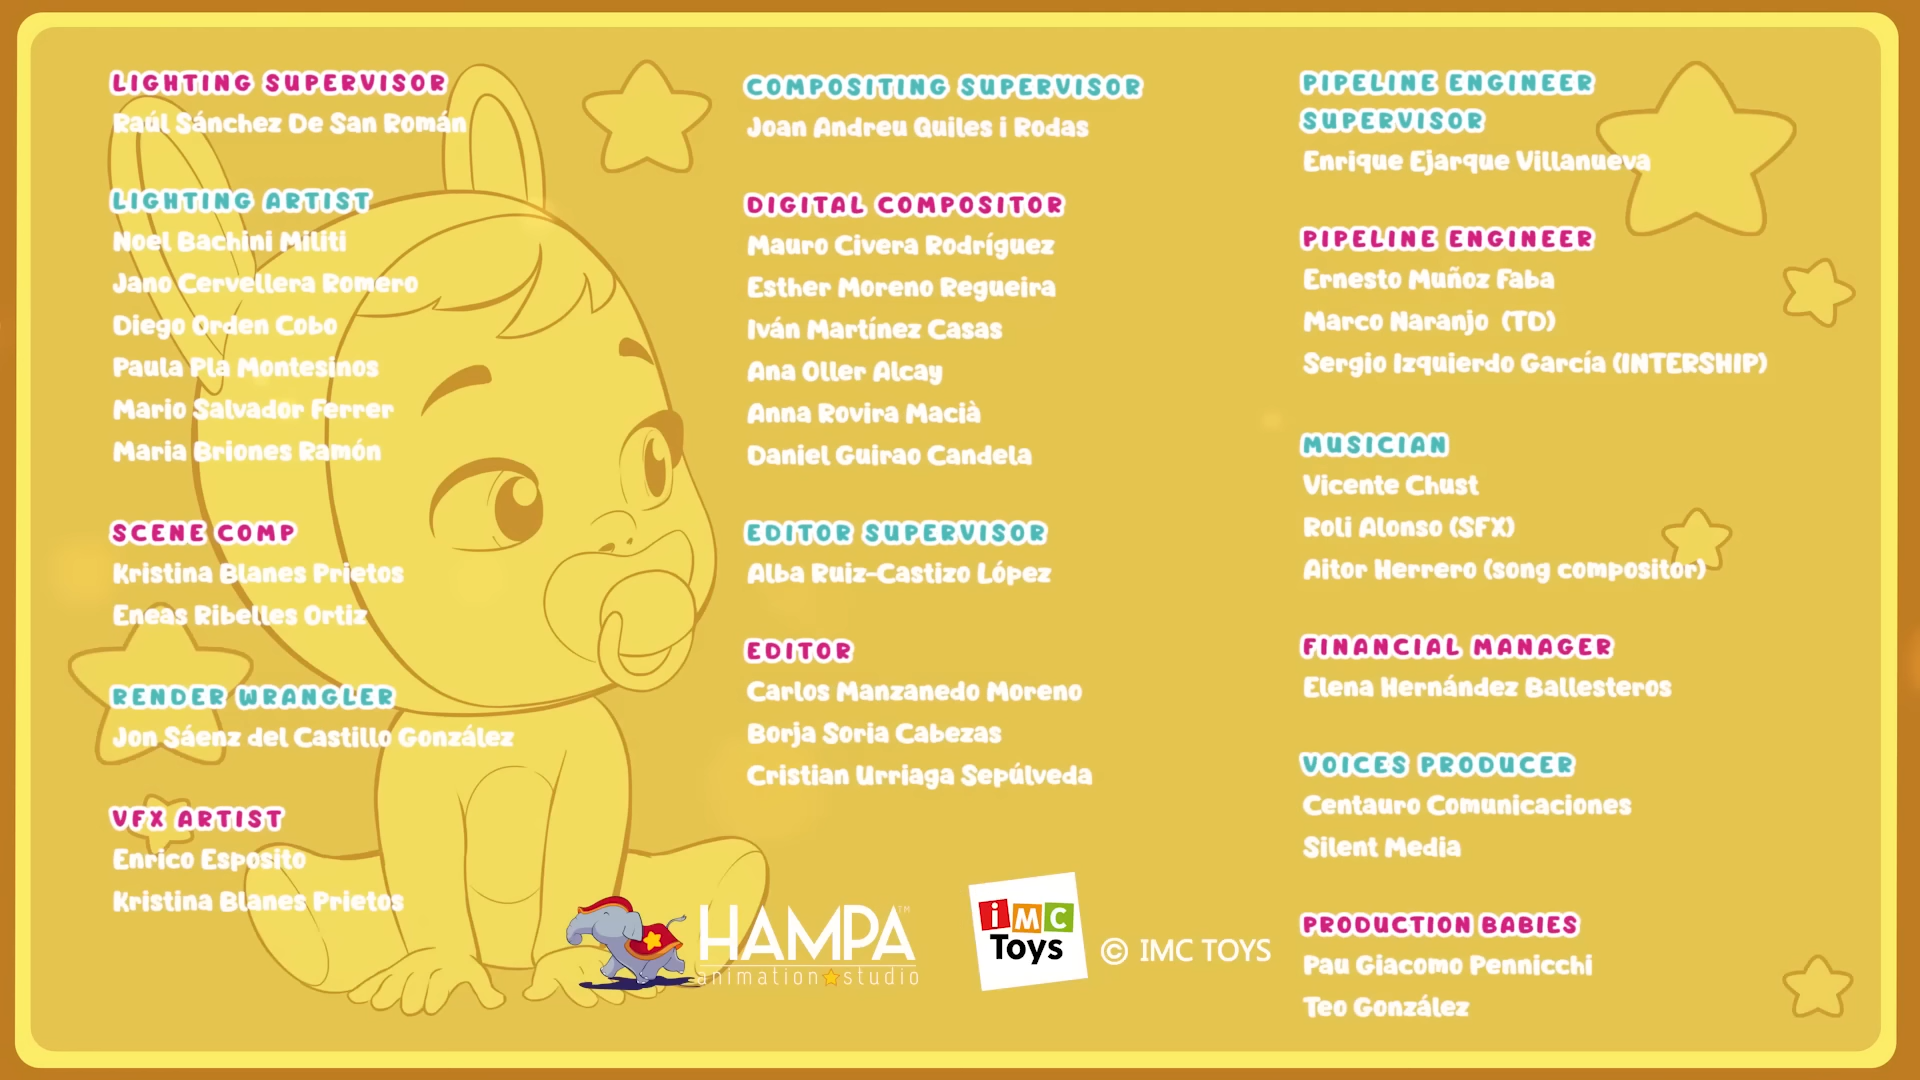 LIGHTING SUPERVISOR
Raúl Sánchez De San Román
LIGHTING ARTIST
Noel Bachini Militi
Jano Cervellera Romero
Diego Orden Cobo
Paula Pla Montesinos
Mario Salvador Ferrer
Maria Briones Ramón
SCENE COMP
Kristina Blanes Prietos
Eneas Ribelles Ortiz
RENDER WRANGLER
Jon Sáenz del Castillo González
VFX ARTIST
Enrico Esposito
Kristina Blanes Prietos
COMPOSITING SUPERVISOR
Joan Andreu Quiles i Rodas
DIGITAL COMPOSITOR
Mauro Civera Rodríguez
Esther Moreno Regueira
Iván Martínez Casas
Ana Oller Alcay
Anna Rovira Macià
Daniel Guirao Candela
EDITOR SUPERVISOR
Alba Ruiz-Castizo López
EDITOR
Carlos Manzanedo Moreno
Borja Soria Cabezas
Cristian Urriaga Sepúlveda
HAMPA™
animation studio
iMC
Toys
© IMC TOYS
PIPELINE ENGINEER
SUPERVISOR
Enrique Ejarque Villanueva
PIPELINE ENGINEER
Ernesto Muñoz Faba
Marco Naranjo (TD)
Sergio Izquierdo García (INTERSHIP)
MUSICIAN
Vicente Chust
Roli Alonso (SFX)
Aitor Herrero (song compositor)
FINANCIAL MANAGER
Elena Hernández Ballesteros
VOICES PRODUCER
Centauro Comunicaciones
Silent Media
PRODUCTION BABIES
Pau Giacomo Pennicchi
Teo González